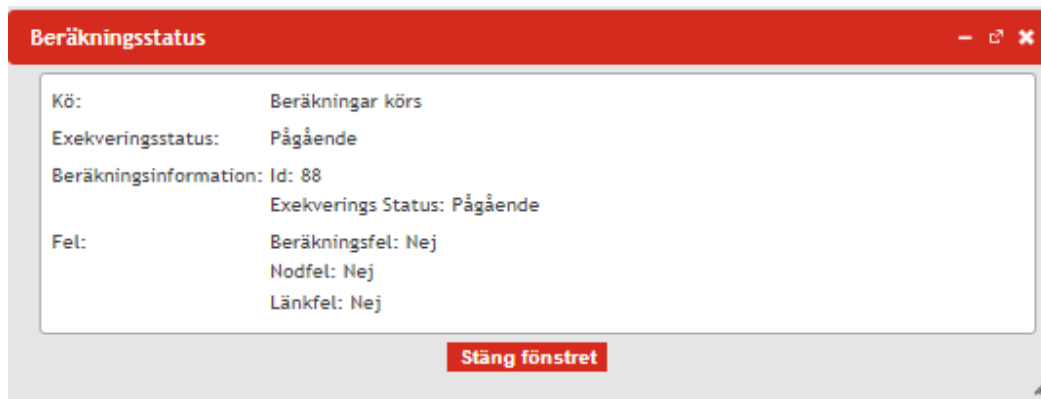 Beräkningsstatus
Kö: Beräkningar körs
Exekveringsstatus: Pågående
Beräkningsinformation: Id: 88
Exekverings Status: Pågående
Fel: Beräkningsfel: Nej
Nodfel: Nej
Länkfel: Nej
Stäng fönstret